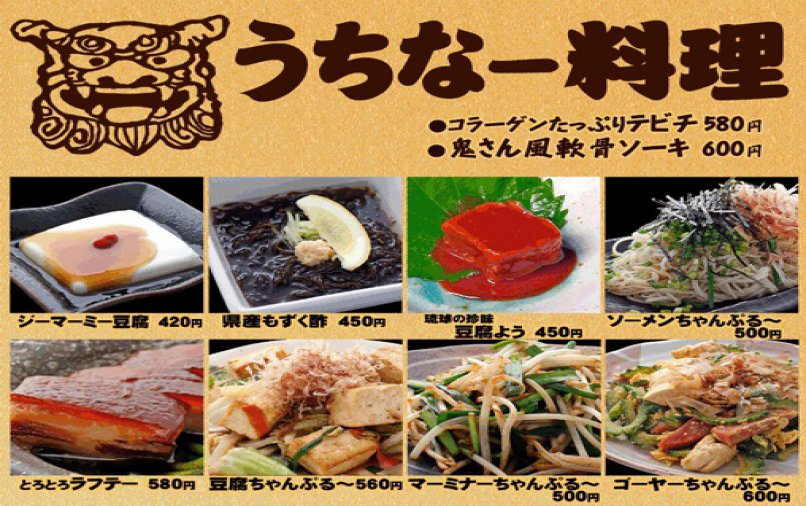 うちなー料理
●コラーゲンたっぷりテビチ 580円
●鬼さん風軟骨ソーキ 600円
ジーマーミー豆腐 420円
県産もずく酢 450円
琉球の珍味
豆腐よう 450円
ソーメンちゃんぷる〜
500円
とろとろラフテー 580円
豆腐ちゃんぷる〜560円
マーミナーちゃんぷる〜
500円
ゴーヤーちゃんぷる〜
600円